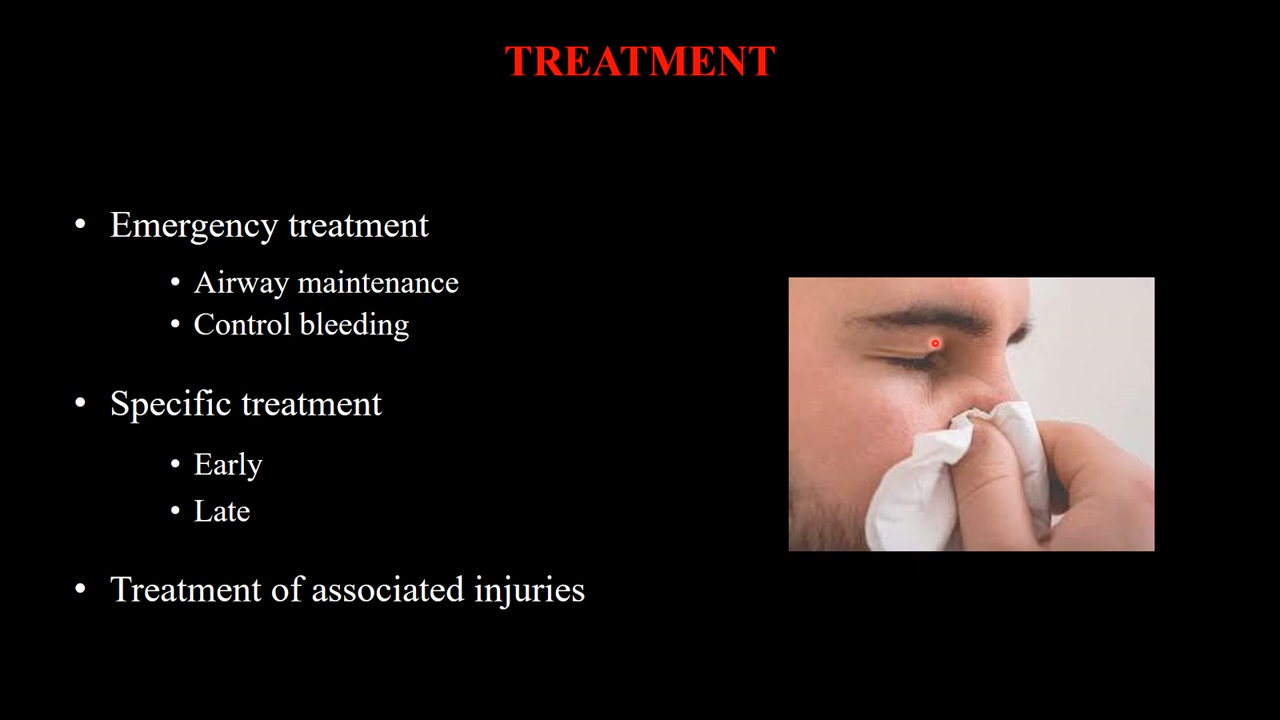 TREATMENT
• Emergency treatment
• Airway maintenance
• Control bleeding
• Specific treatment
• Early
• Late
• Treatment of associated injuries